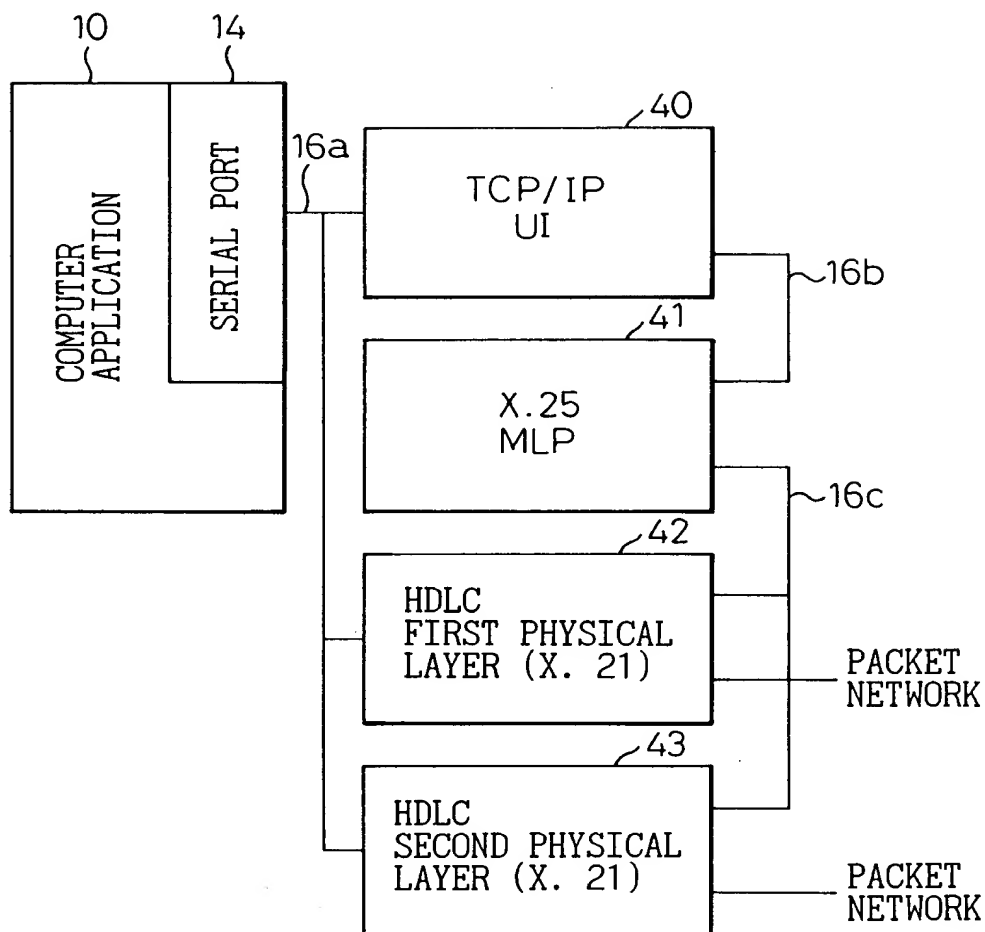 10
14
40
16a
COMPUTER
APPLICATION
SERIAL PORT
TCP/IP
UI
16b
41
X.25
MLP
16c
42
HDLC
FIRST PHYSICAL
LAYER (X. 21)
PACKET
NETWORK
43
HDLC
SECOND PHYSICAL
LAYER (X. 21)
PACKET
NETWORK